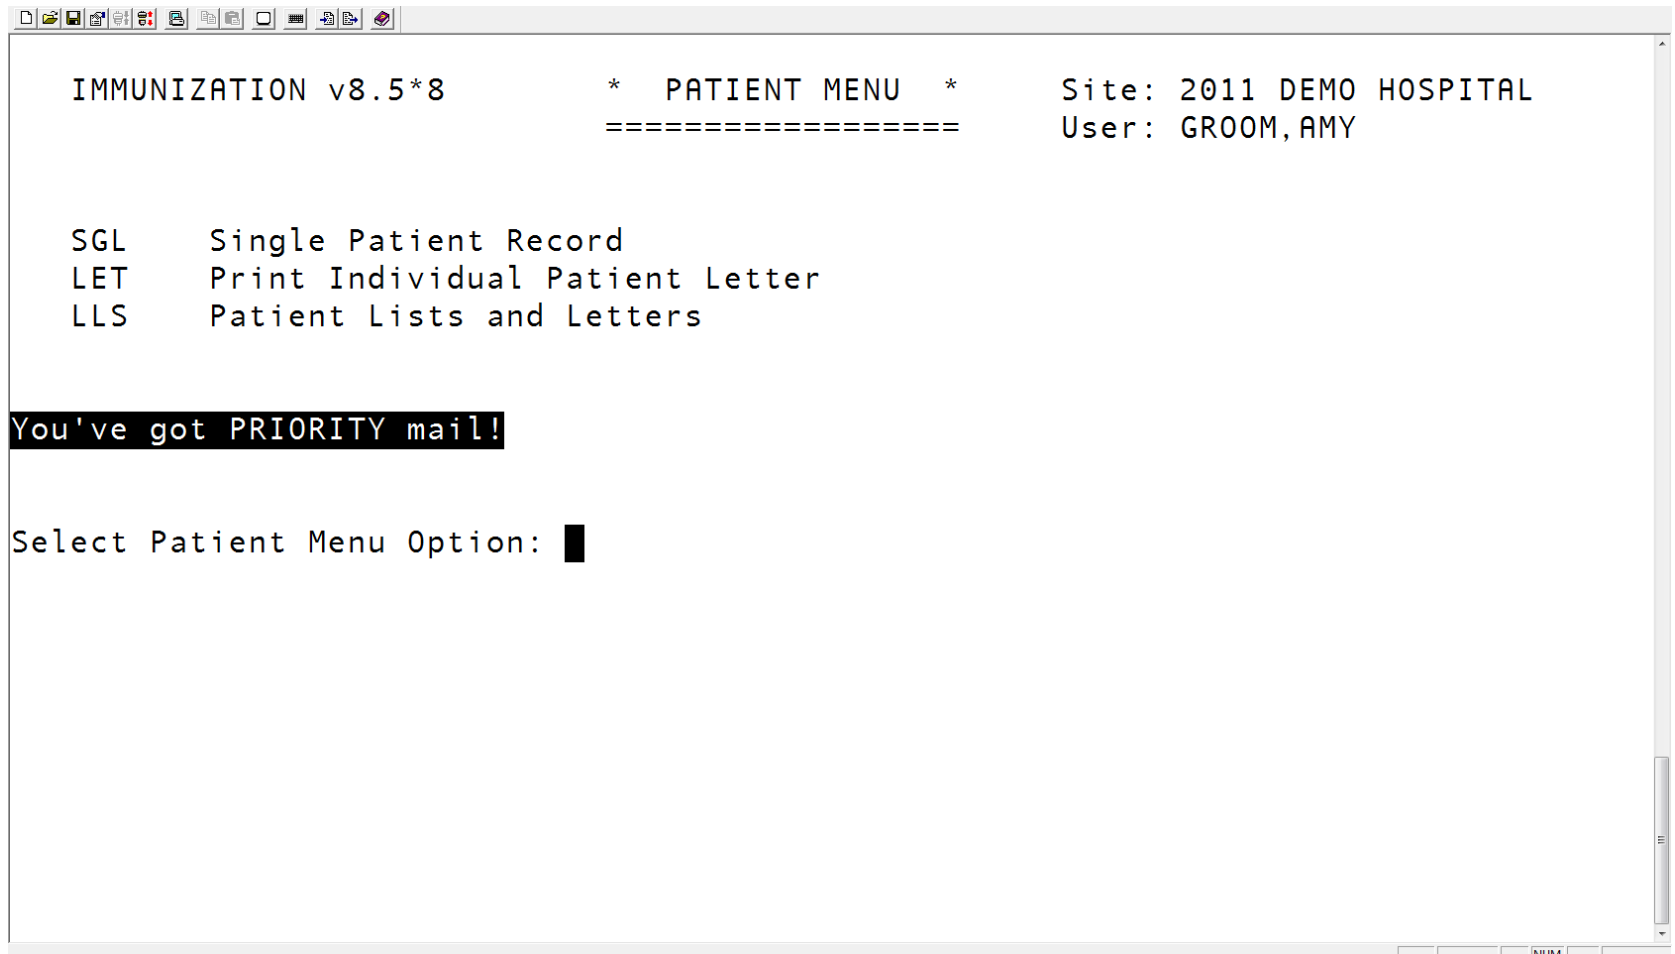 IMMUNIZATION v8.5*8 * PATIENT MENU * Site: 2011 DEMO HOSPITAL
================== User: GROOM,AMY
SGL Single Patient Record
LET Print Individual Patient Letter
LLS Patient Lists and Letters
You've got PRIORITY mail!
Select Patient Menu Option:
NUM